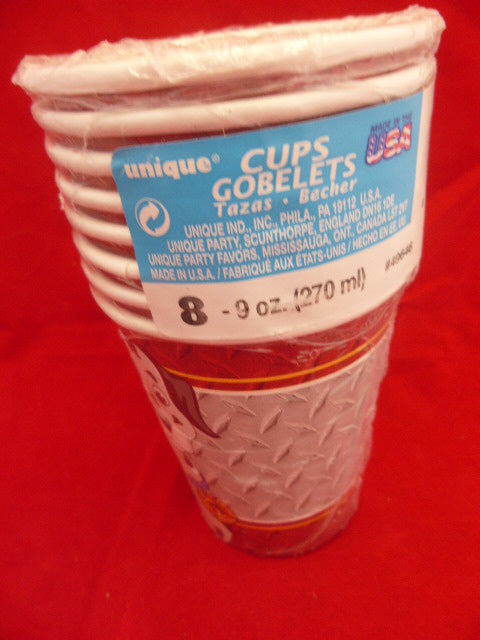 unique®
CUPS
GOBELETS
Tazas • Becher
MADE IN THE
USA
UNIQUE IND., INC., PHILA., PA 19112 U.S.A.
UNIQUE PARTY, SCUNTHORPE, ENGLAND DN16 1DE
UNIQUE PARTY FAVORS, MISSISSAUGA, ONT., CANADA L5T 2N7
MADE IN U.S.A. / FABRIQUÉ AUX ÉTATS-UNIS / HECHO EN EE. UU.
8 - 9 oz. (270 ml)